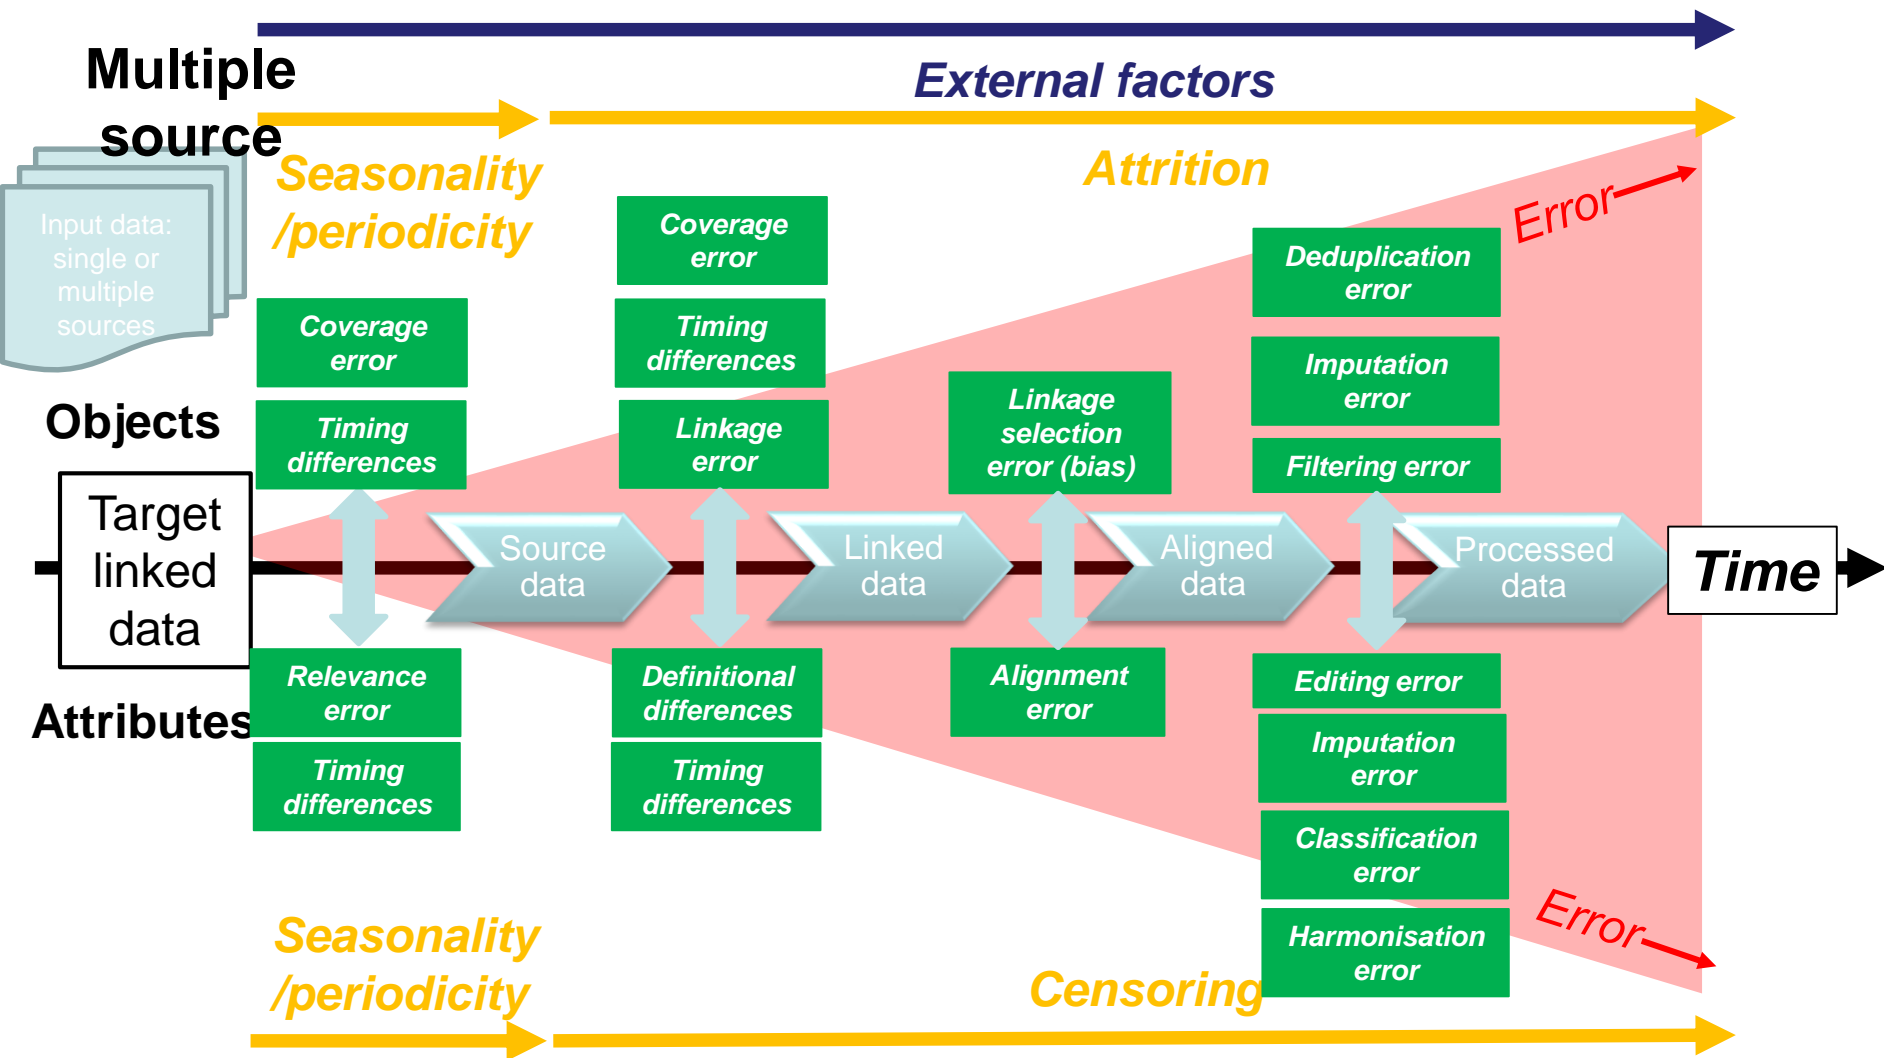 Multiple
source
External factors
Seasonality
/periodicity
Attrition
Error
Input data:
single or
multiple
sources
Coverage
error
Timing
differences
Coverage
error
Timing
differences
Linkage
error
Linkage
selection
error (bias)
Deduplication
error
Imputation
error
Filtering error
Objects
Target
linked
data
Source
data
Linked
data
Aligned
data
Processed
data
Time
Attributes
Relevance
error
Timing
differences
Definitional
differences
Timing
differences
Alignment
error
Editing error
Imputation
error
Classification
error
Harmonisation
error
Error
Seasonality
/periodicity
Censoring